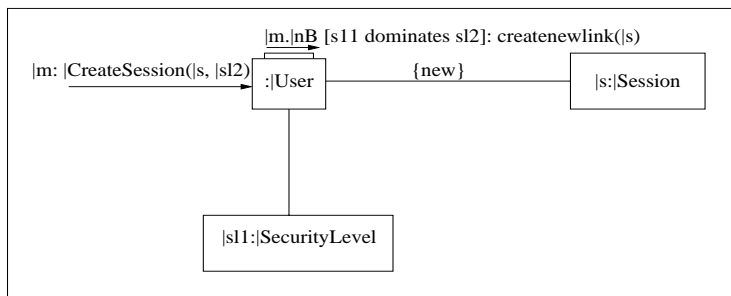 |m.|nB [s11 dominates sl2]: createnewlink(|s)
|m: |CreateSession(|s, |sl2)
:|User
{new}
|s:|Session
|sl1:|SecurityLevel